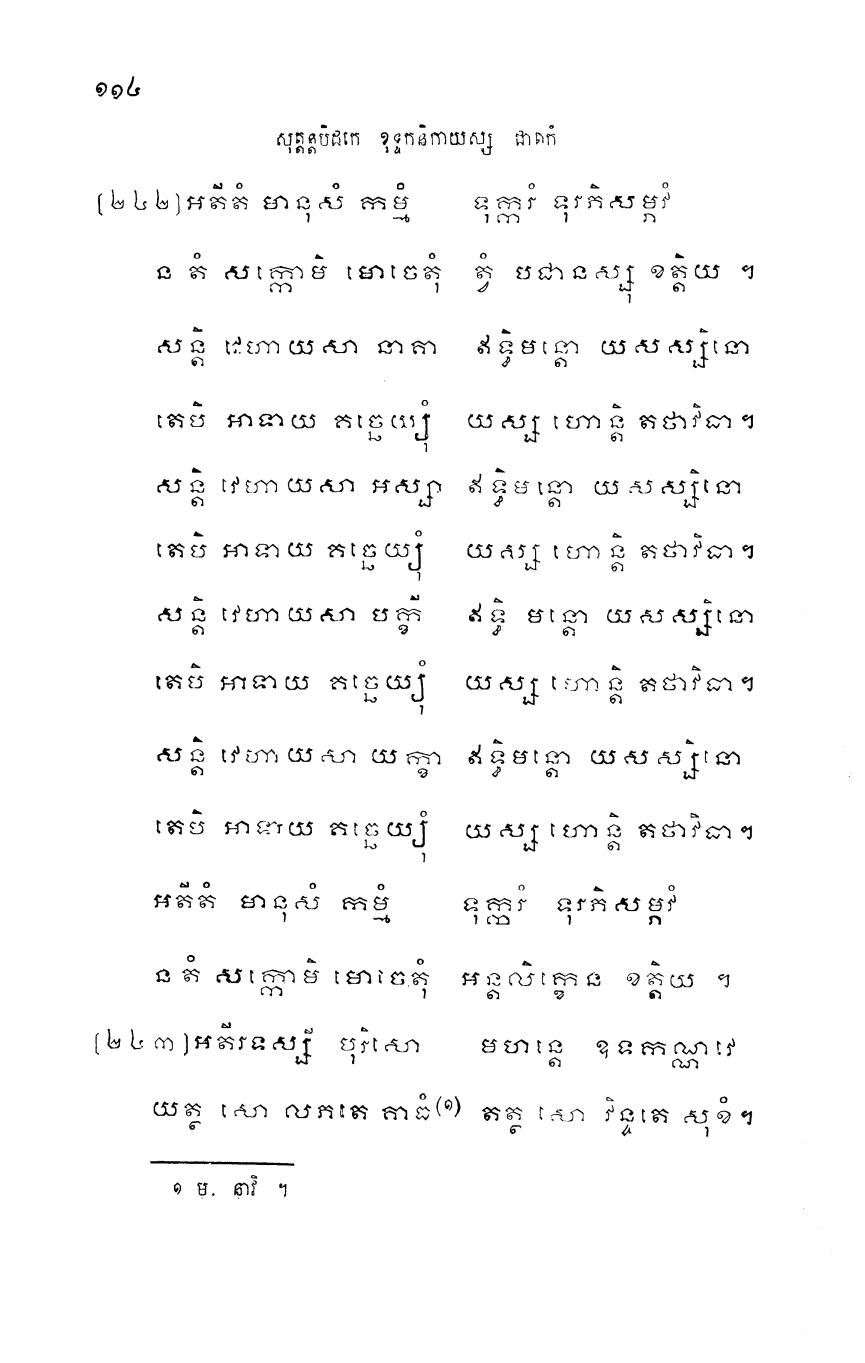 ១១៤
សុត្តន្តបិដកេ ខុទ្ទកនិកាយស្ស ជាតកំ
[២៤២] អតីតំ មានុសំ កម្មំ ទុក្ករំ ទុរភិសម្ភវំ
ន តំ សក្កោមិ មោចេតុំ ត្វំ បជានស្សុ ខត្តិយ ។
សន្តិ វេហាយសា នាគា ឥទ្ធិមន្តោ យសស្សិនោ
តេបិ អាទាយ គច្ឆេយ្យុំ យស្ស ហោន្តិ តថាវិធា។
សន្តិ វេហាយសា អស្សា ឥទ្ធិមន្តោ យសស្សិនោ
តេបិ អាទាយ គច្ឆេយ្យុំ យស្ស ហោន្តិ តថាវិធា។
សន្តិ វេហាយសា បក្ខី ឥទ្ធិ មន្តោ យសស្សិនោ
តេបិ អាទាយ គច្ឆេយ្យុំ យស្ស ហោន្តិ តថាវិធា។
សន្តិ វេហាយសា យក្ខា ឥទ្ធិមន្តោ យសស្សិនោ
តេបិ អាទាយ គច្ឆេយ្យុំ យស្ស ហោន្តិ តថាវិធា។
អតីតំ មានុសំ កម្មំ ទុក្ករំ ទុរភិសម្ភវំ
ន តំ សក្កោមិ មោចេតុំ អន្តលិក្ខេន ខត្តិយ ។
[២៤៣] អតីរទស្សី បុរិសោ មហន្តេ ឧទកណ្ណវេ
យត្ថ សោ លភតេ គាធំ(១) តត្ថ សោ វិន្ទតេ សុខំ។
១ ម. នាវំ ។